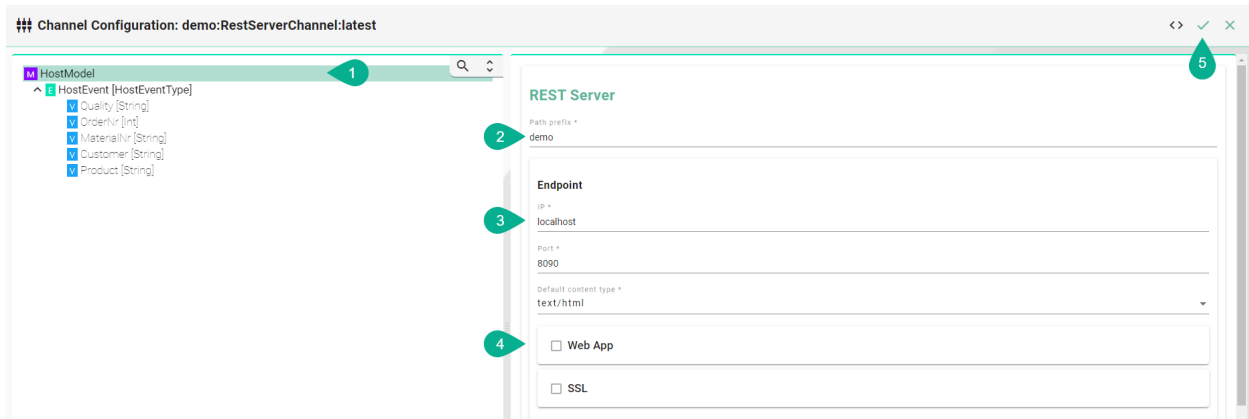 Channel Configuration: demo:RestServerChannel:latest
5
M HostModel
1
E HostEvent [HostEventType]
V Quality [String]
V OrderNr [Int]
V MaterialNr [String]
V Customer [String]
V Product [String]
REST Server
Path prefix *
2
demo
Endpoint
IP *
3
localhost
Port *
8090
Default content type *
text/html
4
Web App
SSL